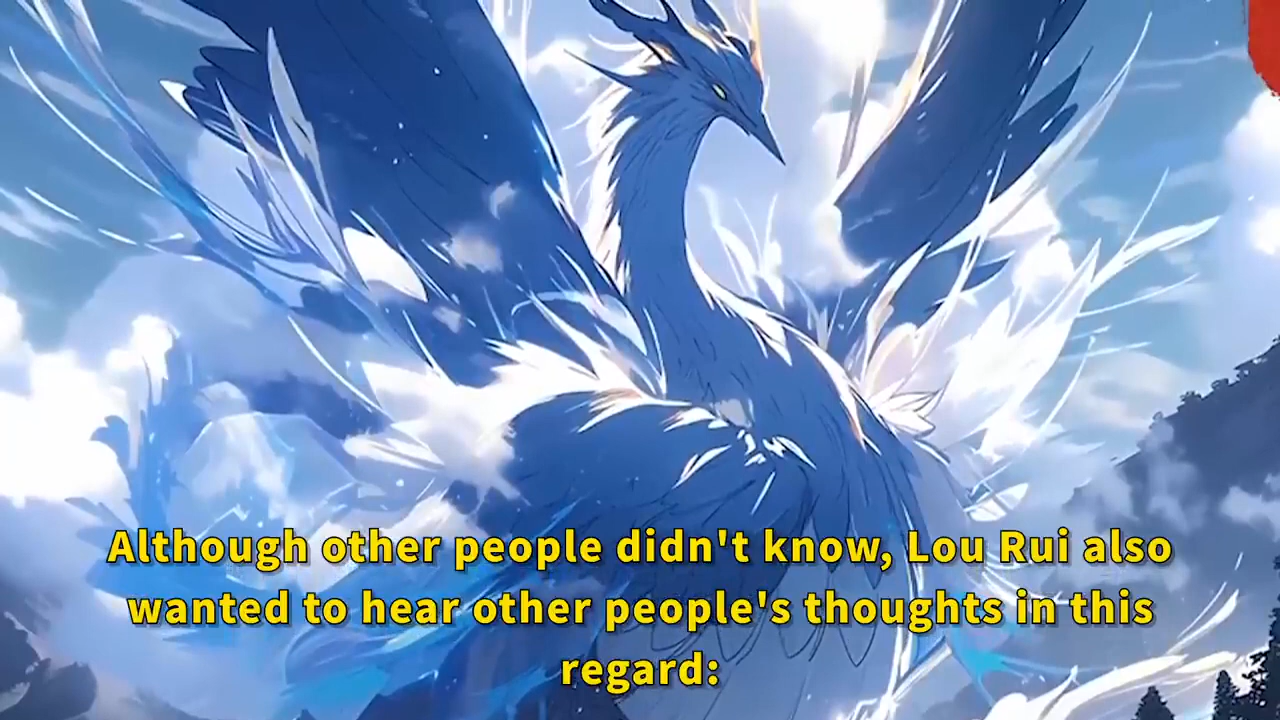 Although other people didn't know, Lou Rui also
wanted to hear other people's thoughts in this
regard: